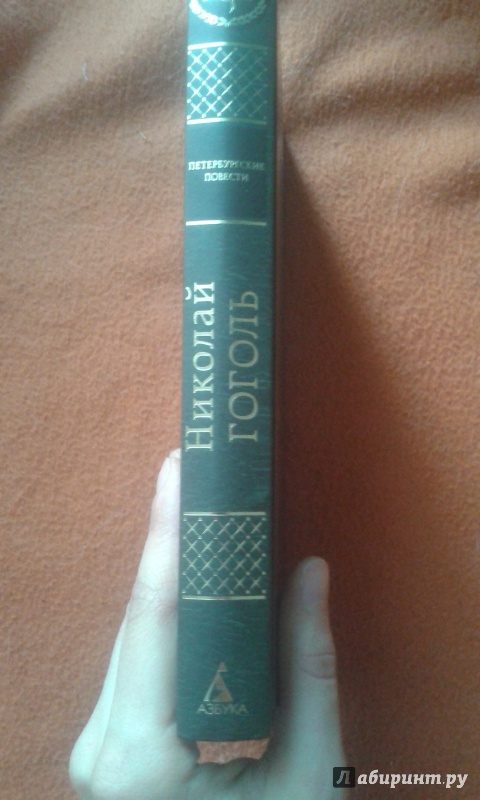 ПЕТЕРБУРГСКИЕ
ПОВЕСТИ
Николай
ГОГОЛЬ
АЗБУКА
Лабиринт.ру